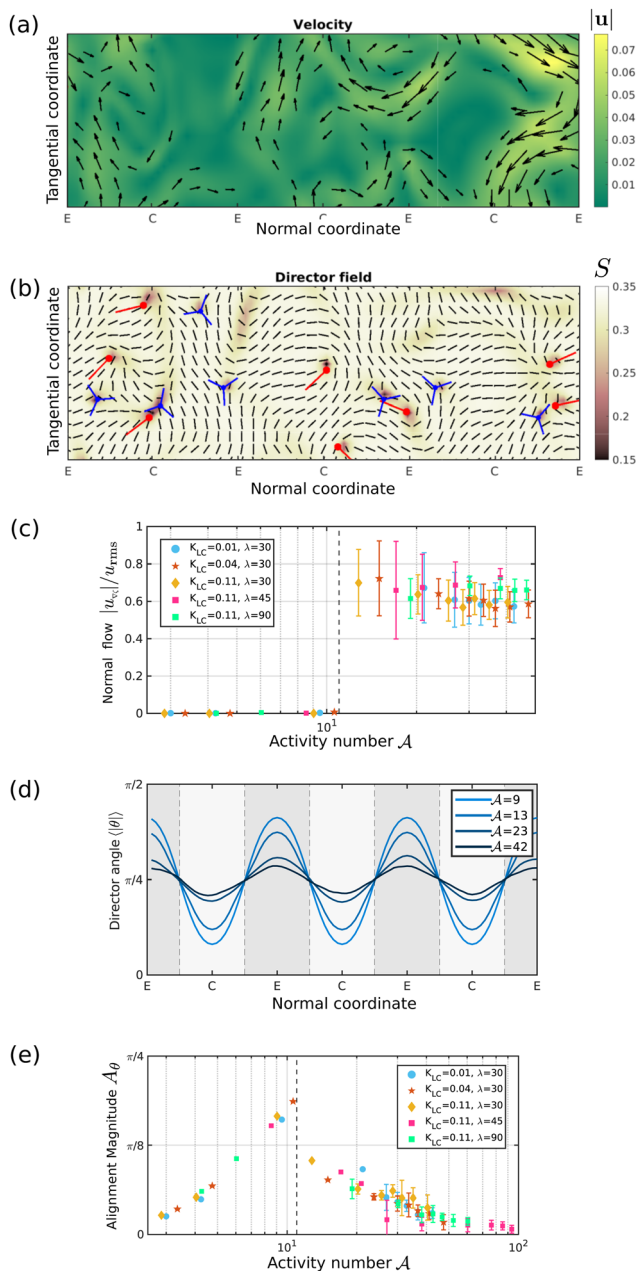 (a)
Velocity
|u|
Tangential coordinate
0.07
0.06
0.05
0.04
0.03
0.02
0.01
E C E C E C E
Normal coordinate
(b)
Director field
S
Tangential coordinate
0.35
0.3
0.25
0.2
0.15
E C E C E C E
Normal coordinate
(c)
Normal flow |u_vc|/u_rms
1
0.8
0.6
0.4
0.2
0
K_LC=0.01, λ=30
K_LC=0.04, λ=30
K_LC=0.11, λ=30
K_LC=0.11, λ=45
K_LC=0.11, λ=90
10^1
Activity number 𝒜
(d)
Director angle ⟨|θ|⟩
π/2
π/4
0
𝒜=9
𝒜=13
𝒜=23
𝒜=42
E C E C E C E
Normal coordinate
(e)
Alignment Magnitude A_θ
π/4
π/8
0
K_LC=0.01, λ=30
K_LC=0.04, λ=30
K_LC=0.11, λ=30
K_LC=0.11, λ=45
K_LC=0.11, λ=90
10^1 10^2
Activity number 𝒜